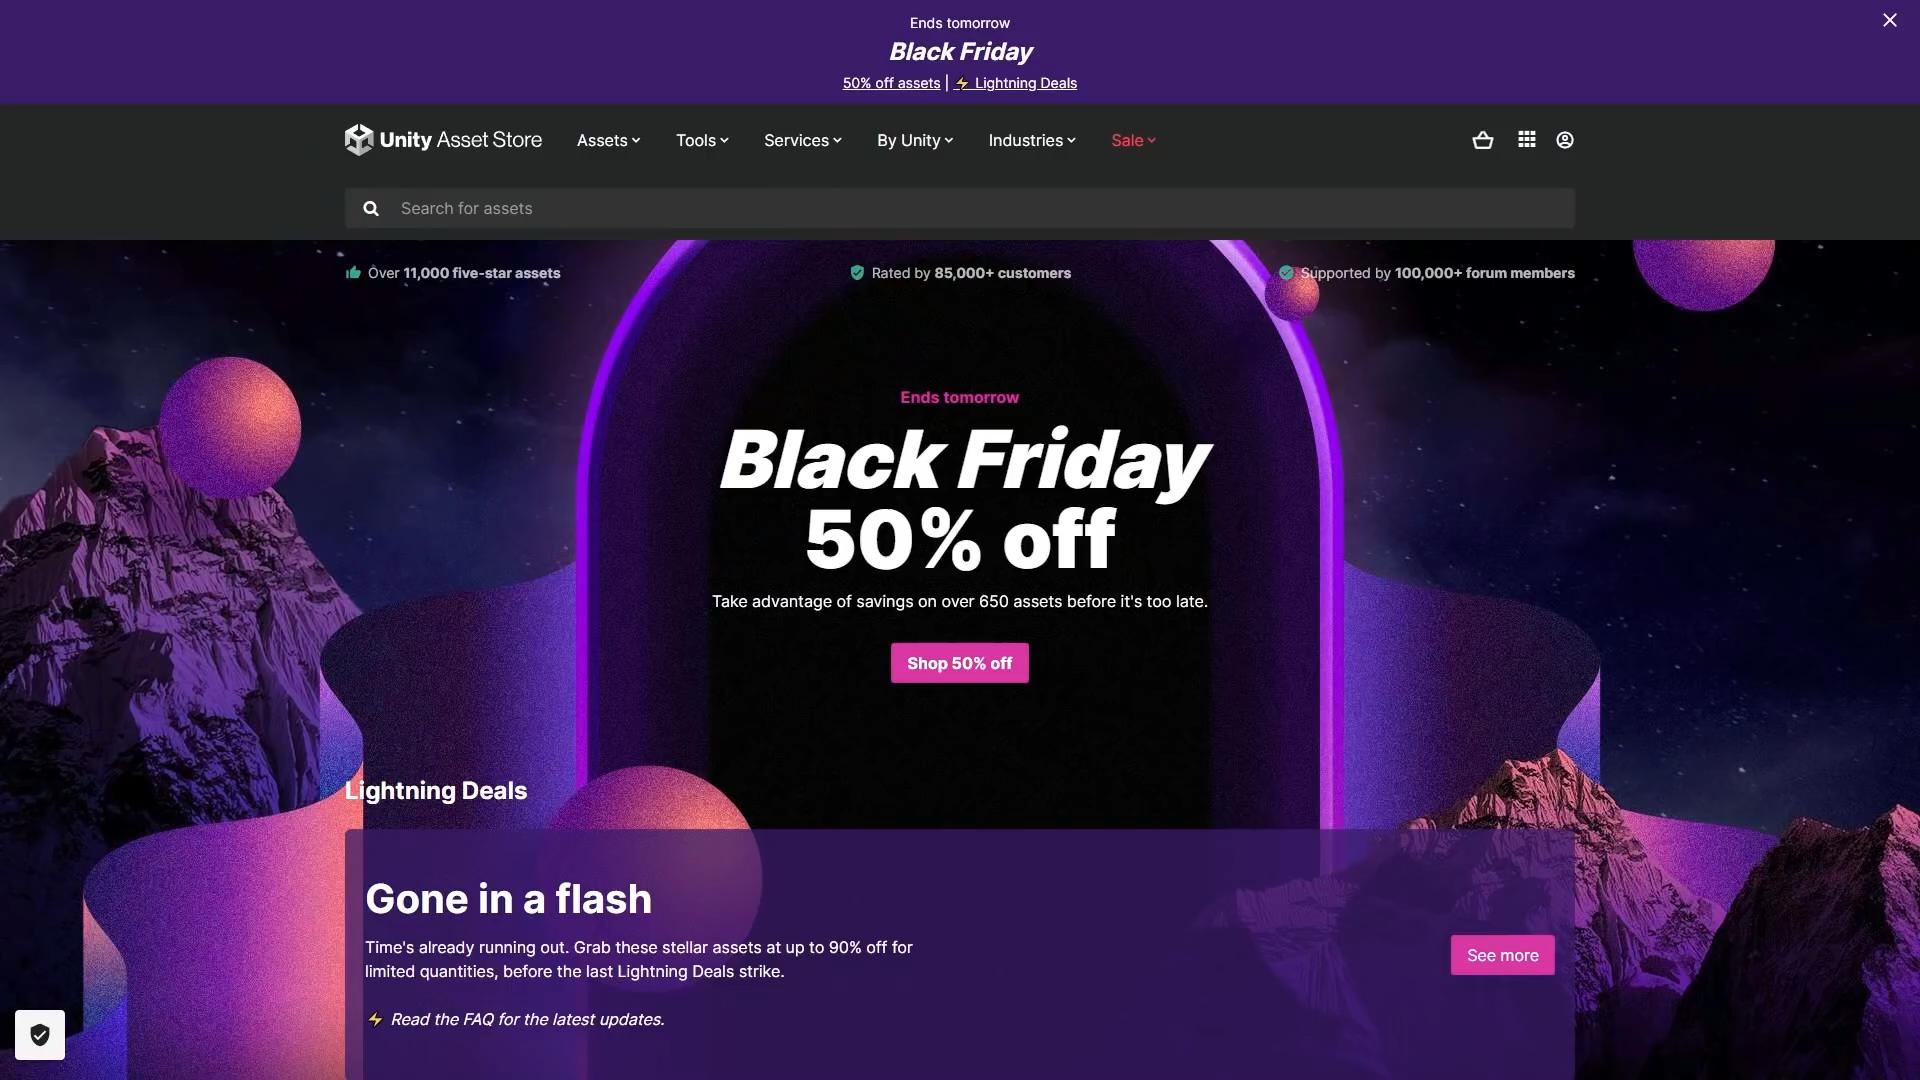 Ends tomorrow
Black Friday
50% off assets | ⚡ Lightning Deals
Unity Asset Store
Assets
Tools
Services
By Unity
Industries
Sale
Search for assets
Over 11,000 five-star assets
Rated by 85,000+ customers
Supported by 100,000+ forum members
Ends tomorrow
Black Friday
50% off
Take advantage of savings on over 650 assets before it's too late.
Shop 50% off
Lightning Deals
Gone in a flash
Time's already running out. Grab these stellar assets at up to 90% off for
limited quantities, before the last Lightning Deals strike.
See more
⚡ Read the FAQ for the latest updates.